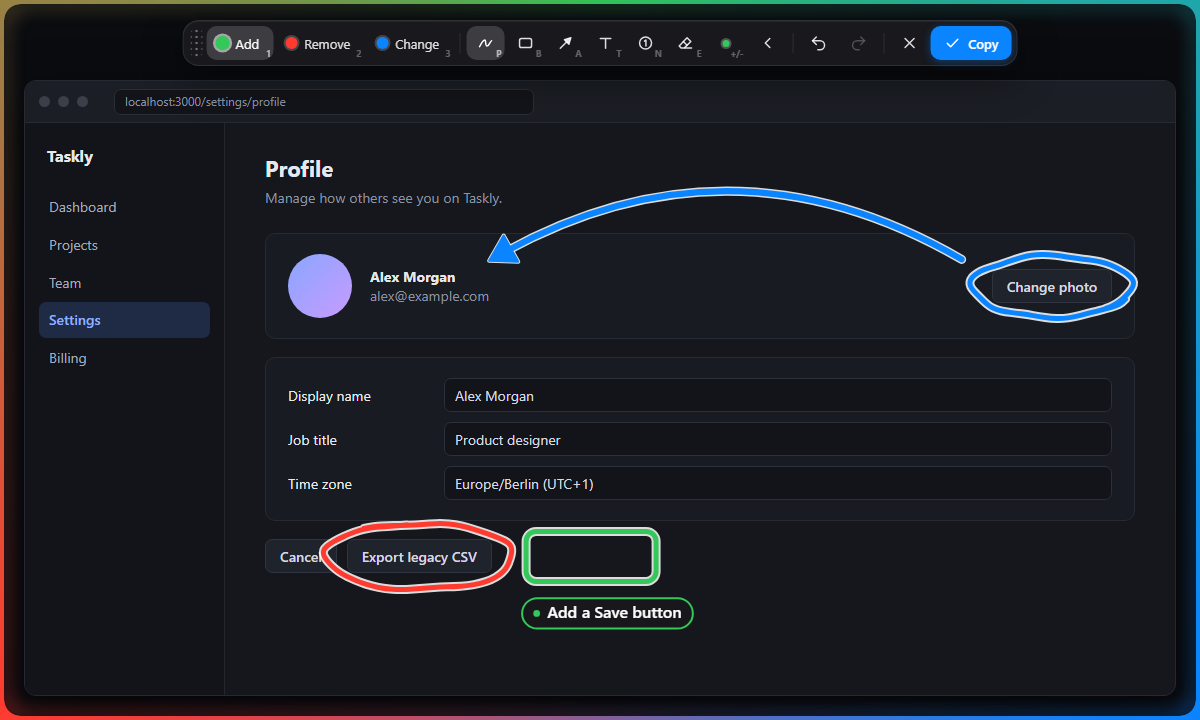 Add 1 Remove 2 Change 3 P B A T 1 N E +/- Copy
localhost:3000/settings/profile
Taskly
Dashboard
Projects
Team
Settings
Billing
Profile
Manage how others see you on Taskly.
Alex Morgan
alex@example.com
Change photo
Display name Alex Morgan
Job title Product designer
Time zone Europe/Berlin (UTC+1)
Cancel Export legacy CSV
Add a Save button